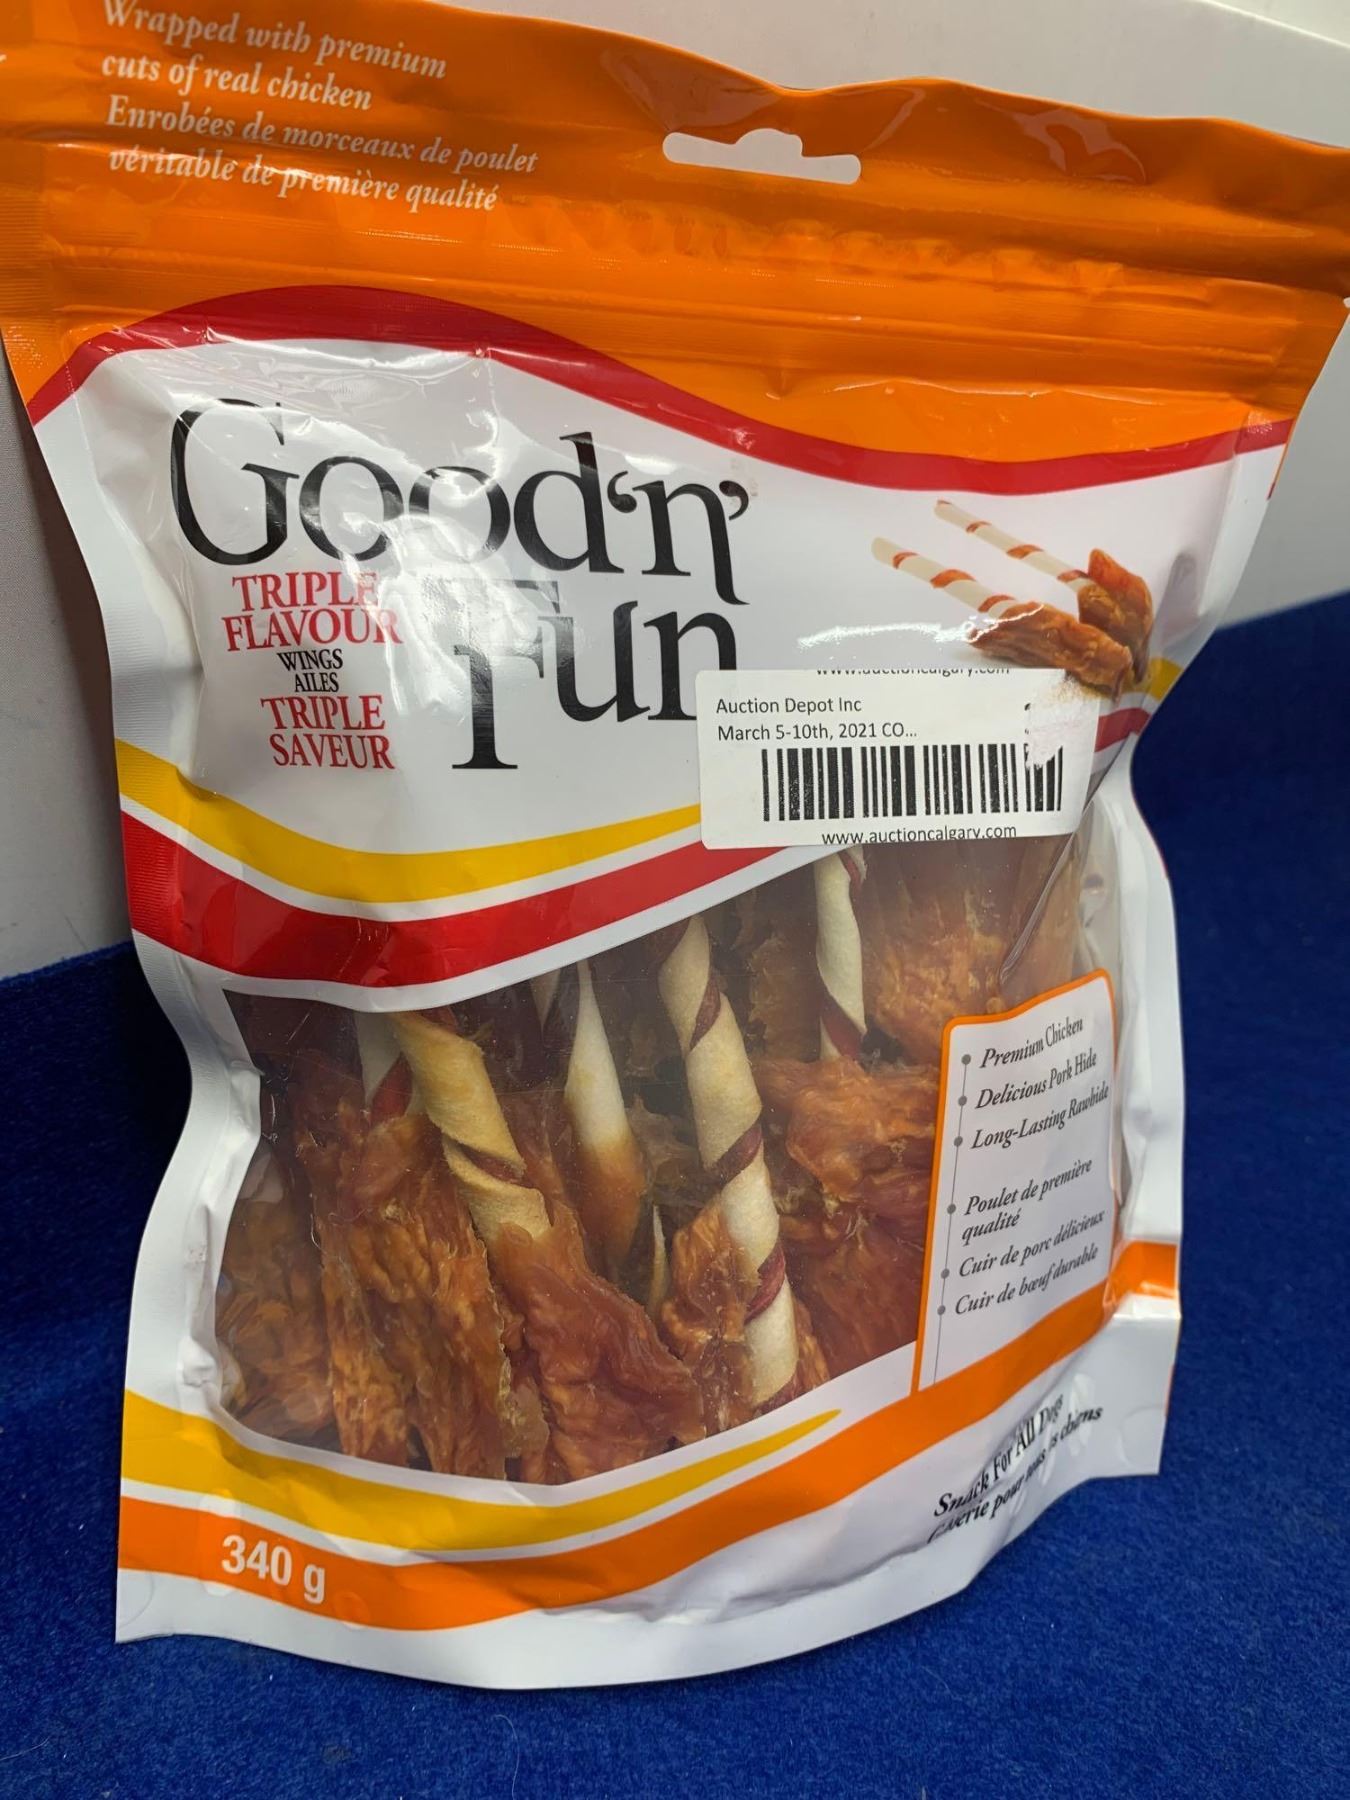 Wrapped with premium
cuts of real chicken
Enrobées de morceaux de poulet
véritable de première qualité
Good'n'
Fun
TRIPLE
FLAVOUR
WINGS
AILES
TRIPLE
SAVEUR
www.auctioncalgary.com
Auction Depot Inc
March 5-10th, 2021 CO...
www.auctioncalgary.com
Premium Chicken
Delicious Pork Hide
Long-Lasting Rawhide
Poulet de première
qualité
Cuir de porc délicieux
Cuir de bœuf durable
Snack For All Dogs
pour chiens
340 g